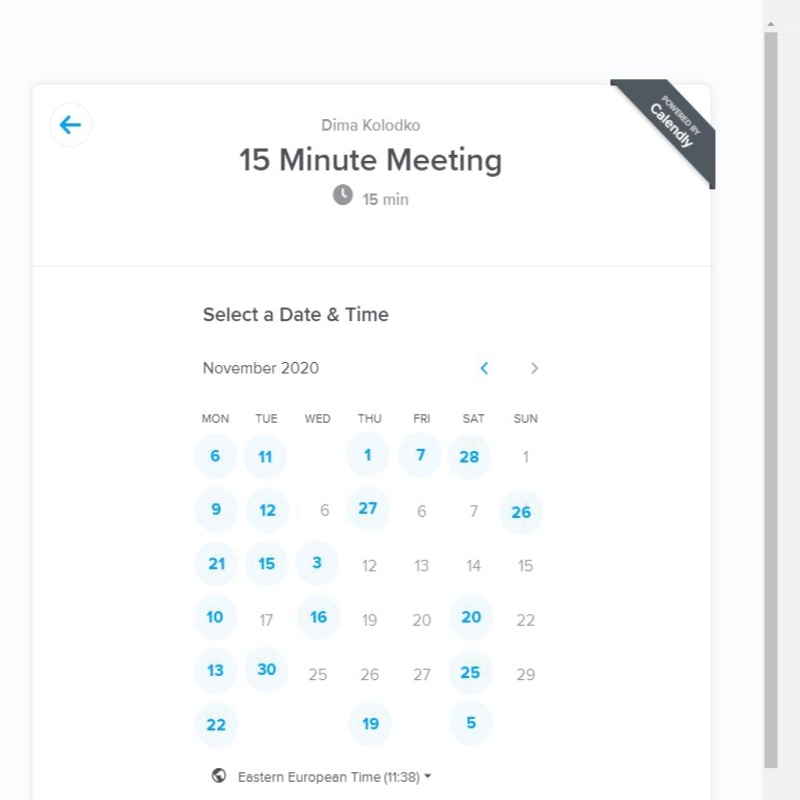 POWERED BY
Calendly
Dima Kolodko
15 Minute Meeting
15 min
Select a Date & Time
November 2020
MON TUE WED THU FRI SAT SUN
6 11 1 7 28 1
9 12 6 27 6 7 26
21 15 3 12 13 14 15
10 17 16 19 20 20 22
13 30 25 26 27 25 29
22 19 5
Eastern European Time (11:38)